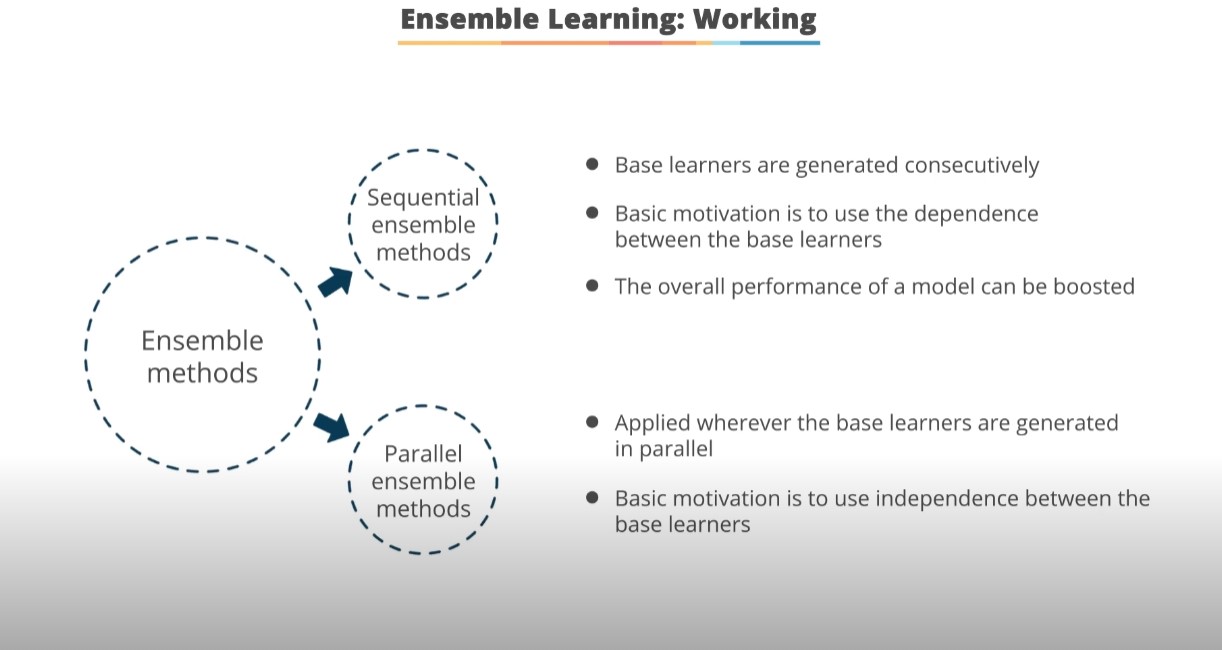 Ensemble Learning: Working
Ensemble
methods
Sequential
ensemble
methods
● Base learners are generated consecutively
● Basic motivation is to use the dependence
between the base learners
● The overall performance of a model can be boosted
Parallel
ensemble
methods
● Applied wherever the base learners are generated
in parallel
● Basic motivation is to use independence between the
base learners